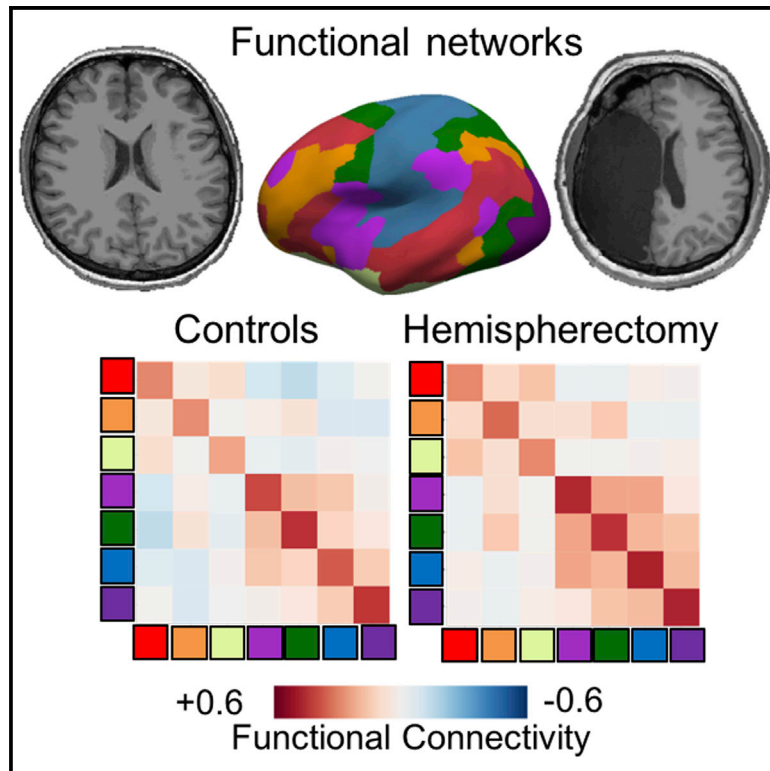 Functional networks
Controls
Hemispherectomy
+0.6
-0.6
Functional Connectivity